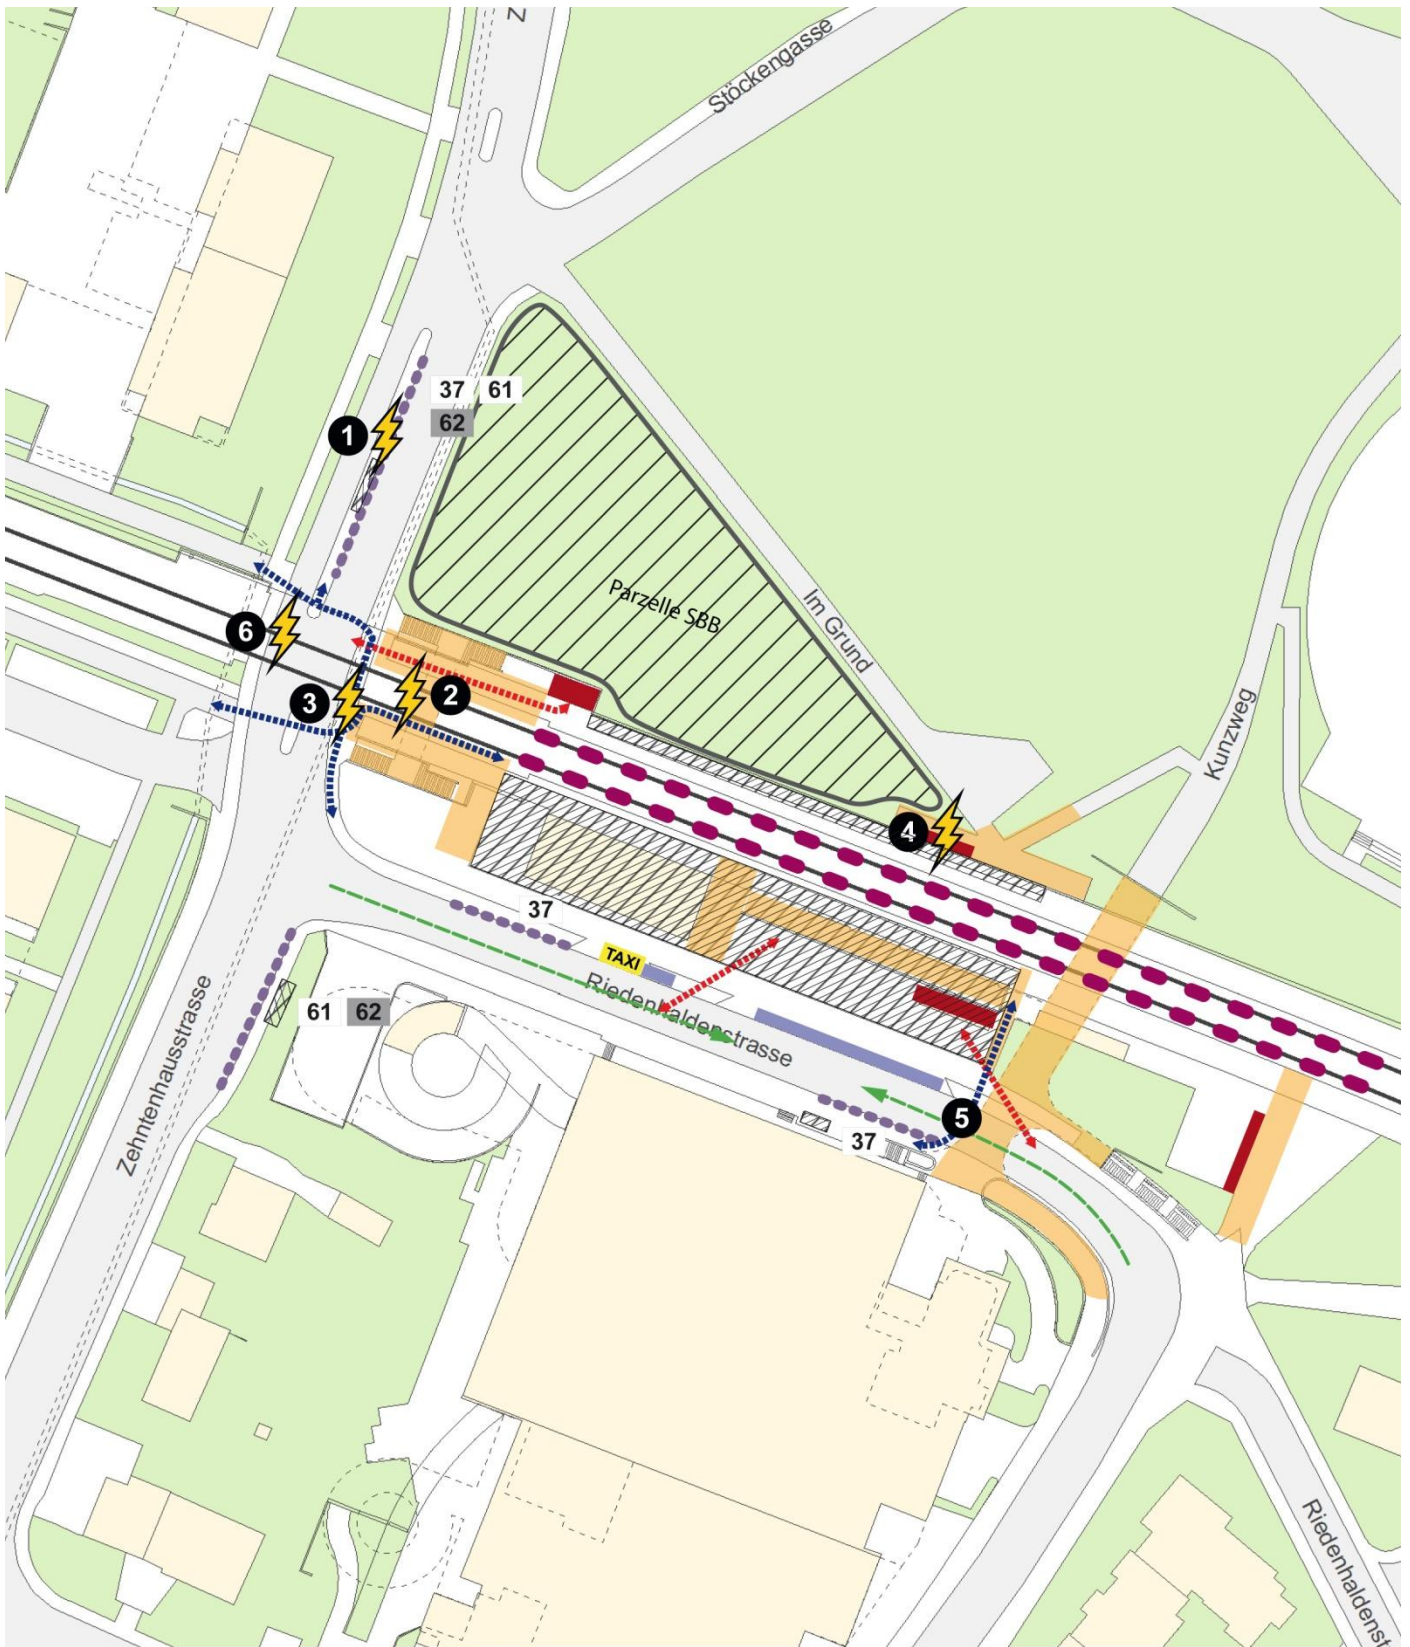 Z
Stöckengasse
37 61
62
1
Parzelle SBB
Im Grund
6
3
2
Kunzweg
4
37
TAXI
Riedenhaldenstrasse
61 62
Zehntenhausstrasse
5
37
Riedenhaldenst